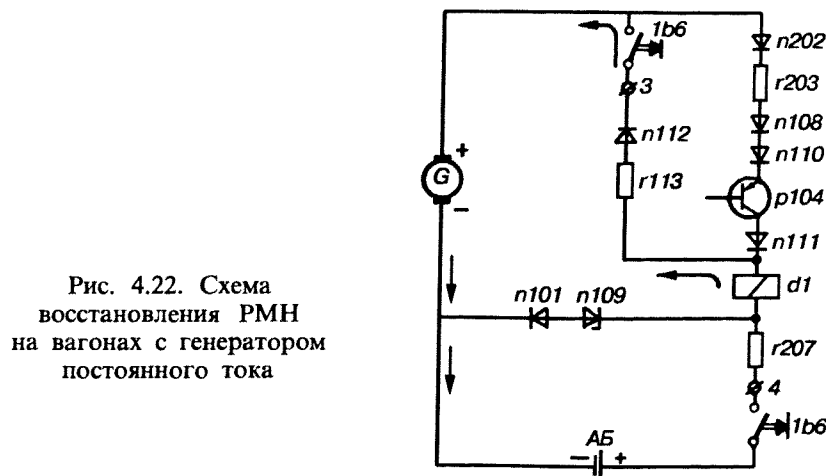 1b6
n202
3
r203
n112
n108
n110
+
G
r113
p104
−
n111
Рис. 4.22. Схема
восстановления РМН
на вагонах с генератором
постоянного тока
d1
n101 n109
r207
4
1b6
АБ
− +